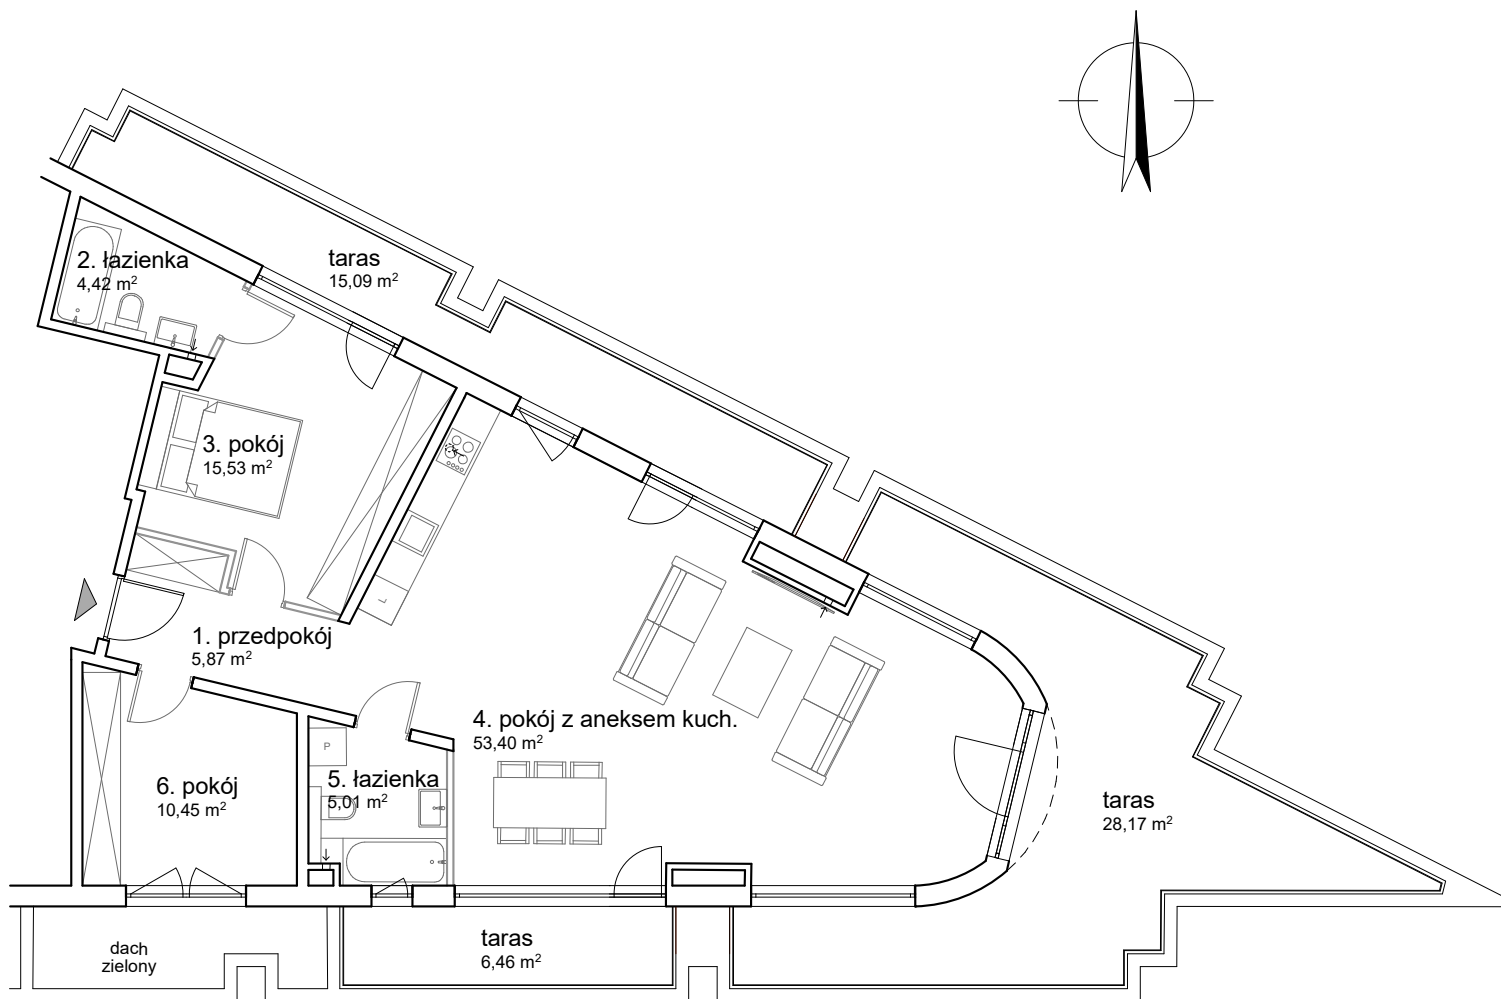 taras
15,09 m²
2. łazienka
4,42 m²
3. pokój
15,53 m²
L
1. przedpokój
5,87 m²
4. pokój z aneksem kuch.
53,40 m²
P
5. łazienka
5,01 m²
6. pokój
10,45 m²
taras
28,17 m²
taras
6,46 m²
dach
zielony